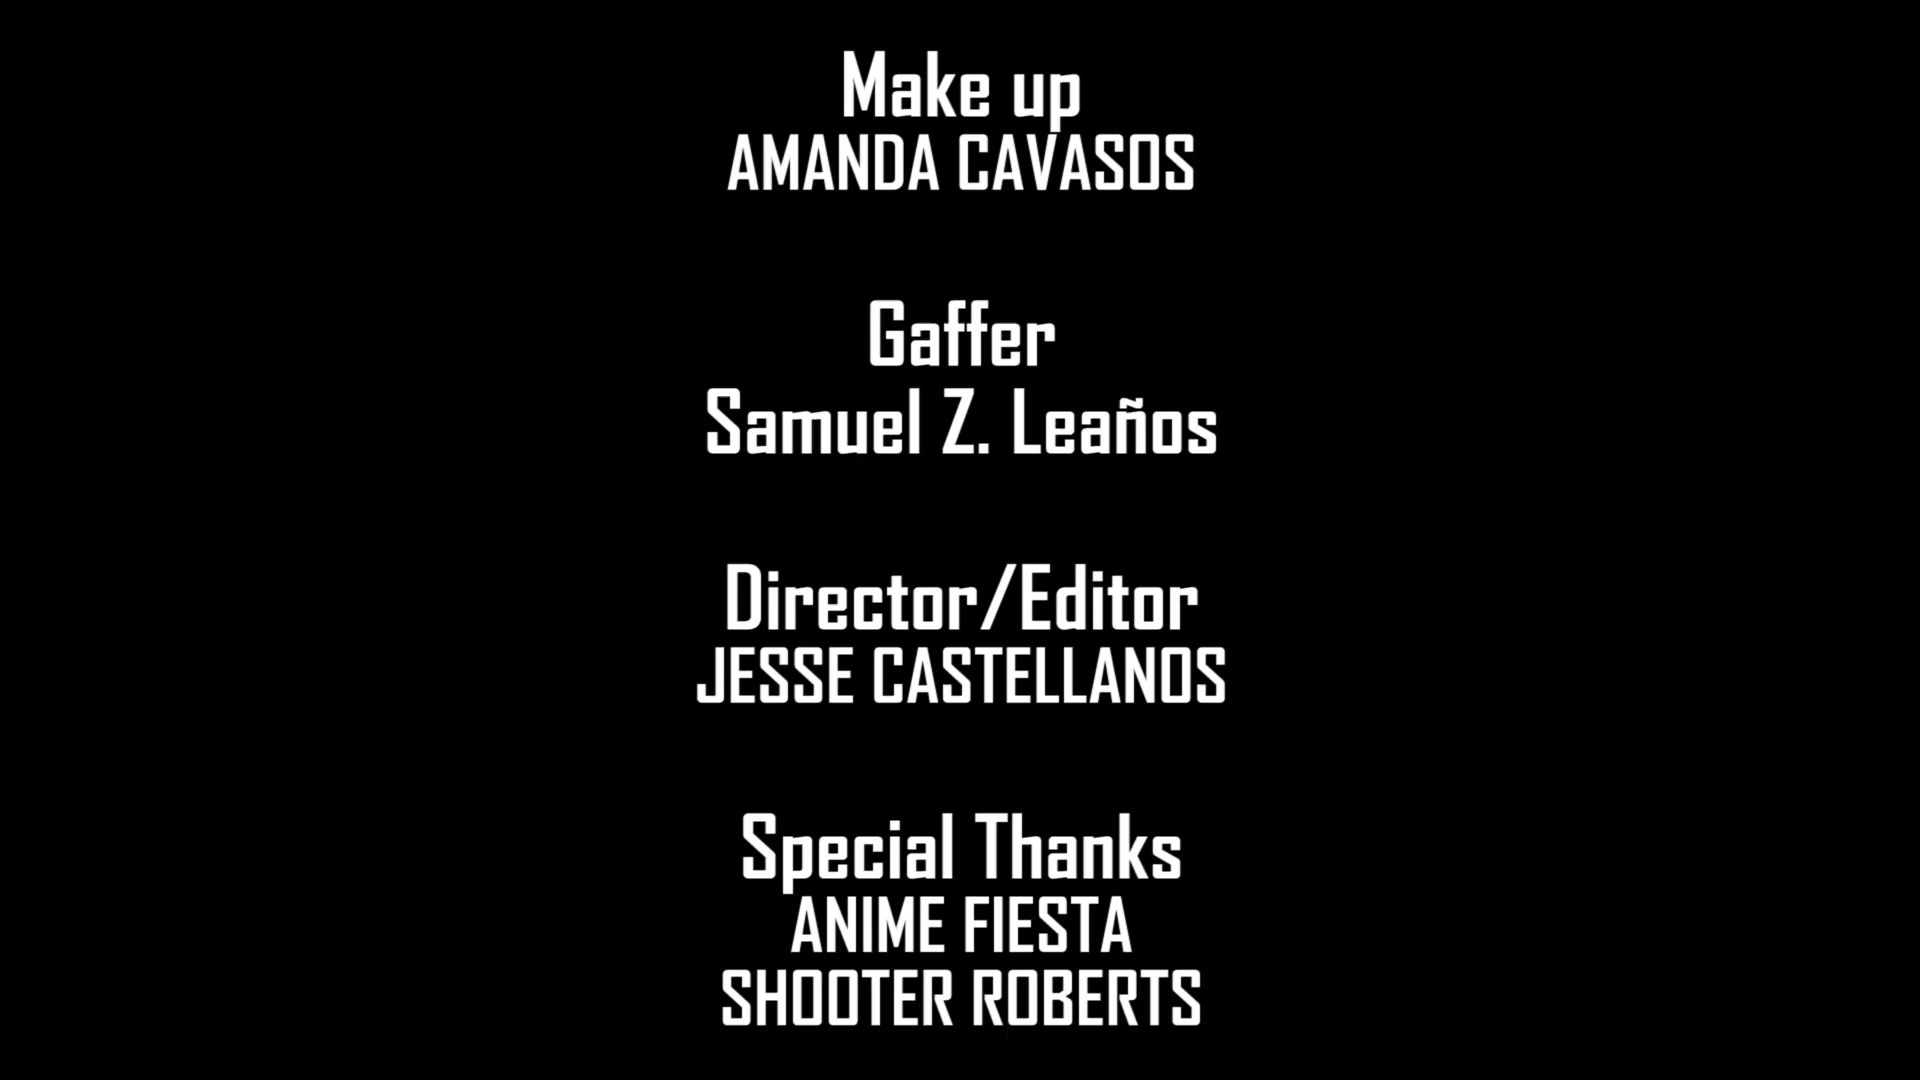 Make up
AMANDA CAVASOS
Gaffer
Samuel Z. Leaños
Director/Editor
JESSE CASTELLANOS
Special Thanks
ANIME FIESTA
SHOOTER ROBERTS